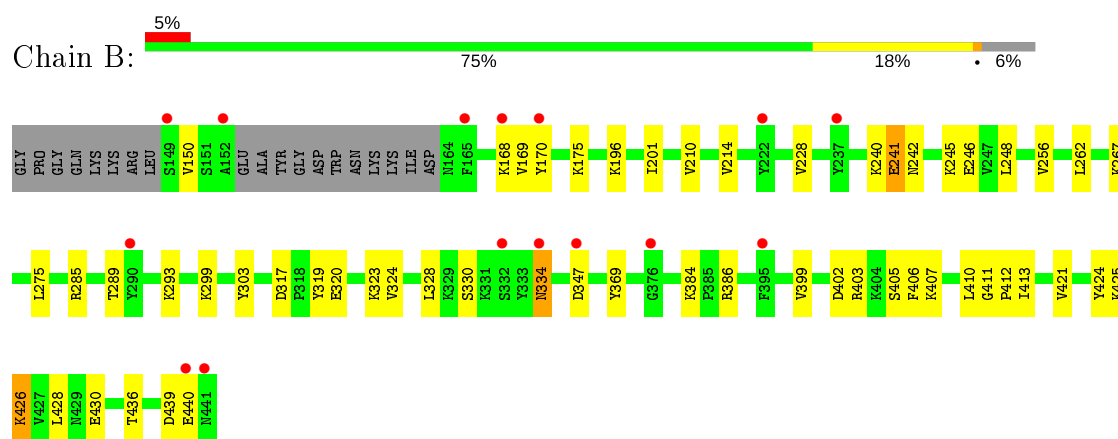 5%
Chain B:
75% 18% • 6%
GLY PRO GLY GLN LYS LYS ARG LEU S149 V150 S151 A152 GLU ALA TYR GLY ASP TRP ASN LYS LYS ILE ASP N164 F165 K168 V169 Y170 K175 K196 I201 V210 V214 Y222 V228 Y237 K240 E241 N242 K245 E246 V247 L248 V256 L262 K267
L275 R285 T289 Y290 K293 K299 Y303 D317 P318 Y319 E320 K323 V324 L328 K329 S330 K331 S332 Y333 N334 D347 Y369 G376 K384 P385 R386 F395 V399 D402 R403 K404 S405 F406 K407 L410 G411 P412 I413 V421 Y424 K425
K426 V427 L428 N429 E430 T436 D439 E440 N441